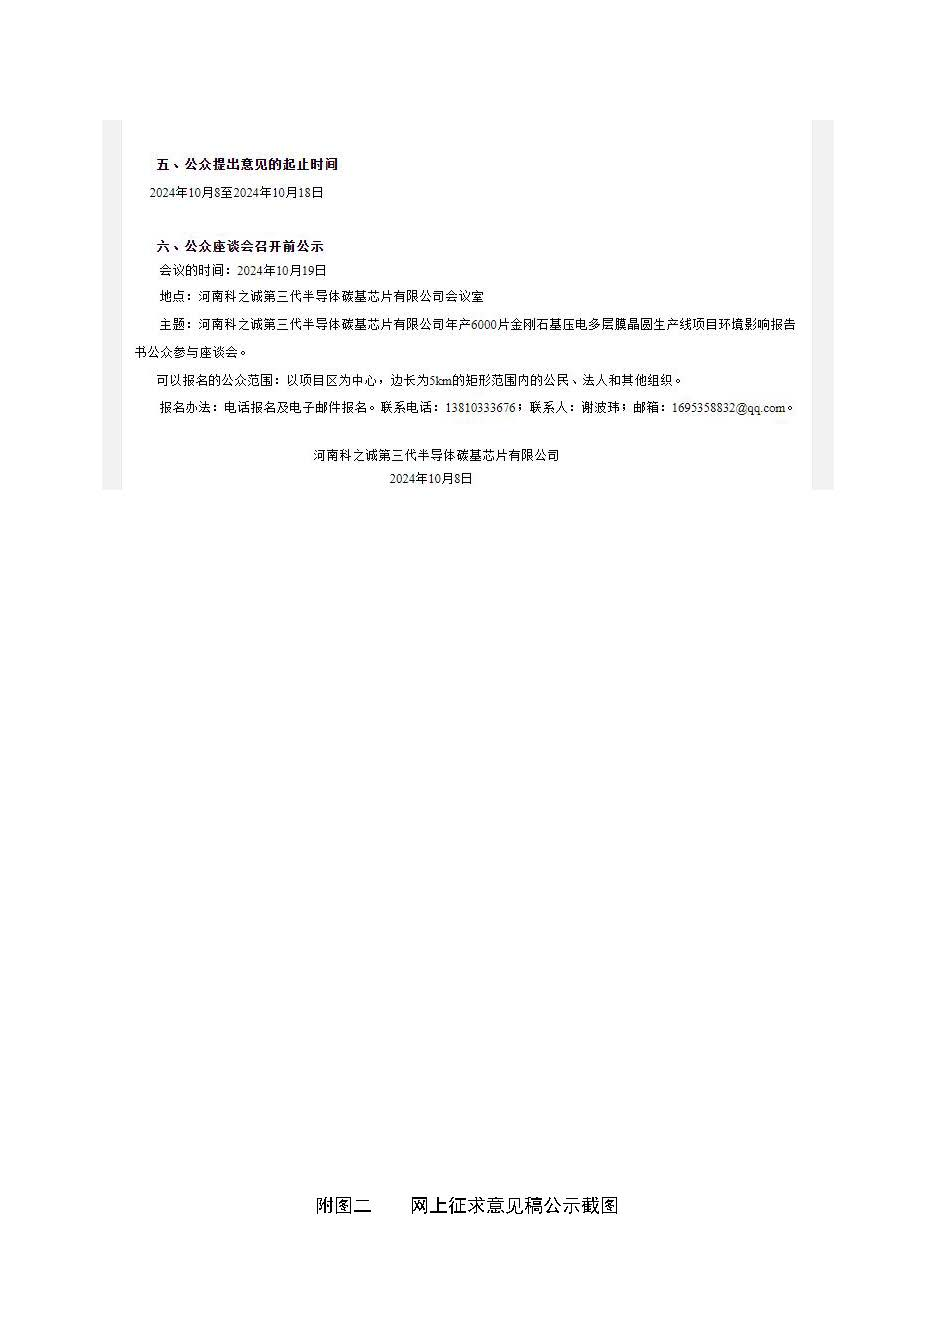 五、公众提出意见的起止时间
2024年10月8至2024年10月18日
六、公众座谈会召开前公示
会议的时间：2024年10月19日
地点：河南科之诚第三代半导体碳基芯片有限公司会议室
主题：河南科之诚第三代半导体碳基芯片有限公司年产6000片金刚石基压电多层膜晶圆生产线项目环境影响报告
书公众参与座谈会。
可以报名的公众范围：以项目区为中心，边长为5km的矩形范围内的公民、法人和其他组织。
报名办法：电话报名及电子邮件报名。联系电话：13810333676；联系人：谢波玮；邮箱：1695358832@qq.com。
河南科之诚第三代半导体碳基芯片有限公司
2024年10月8日
附图二　　网上征求意见稿公示截图